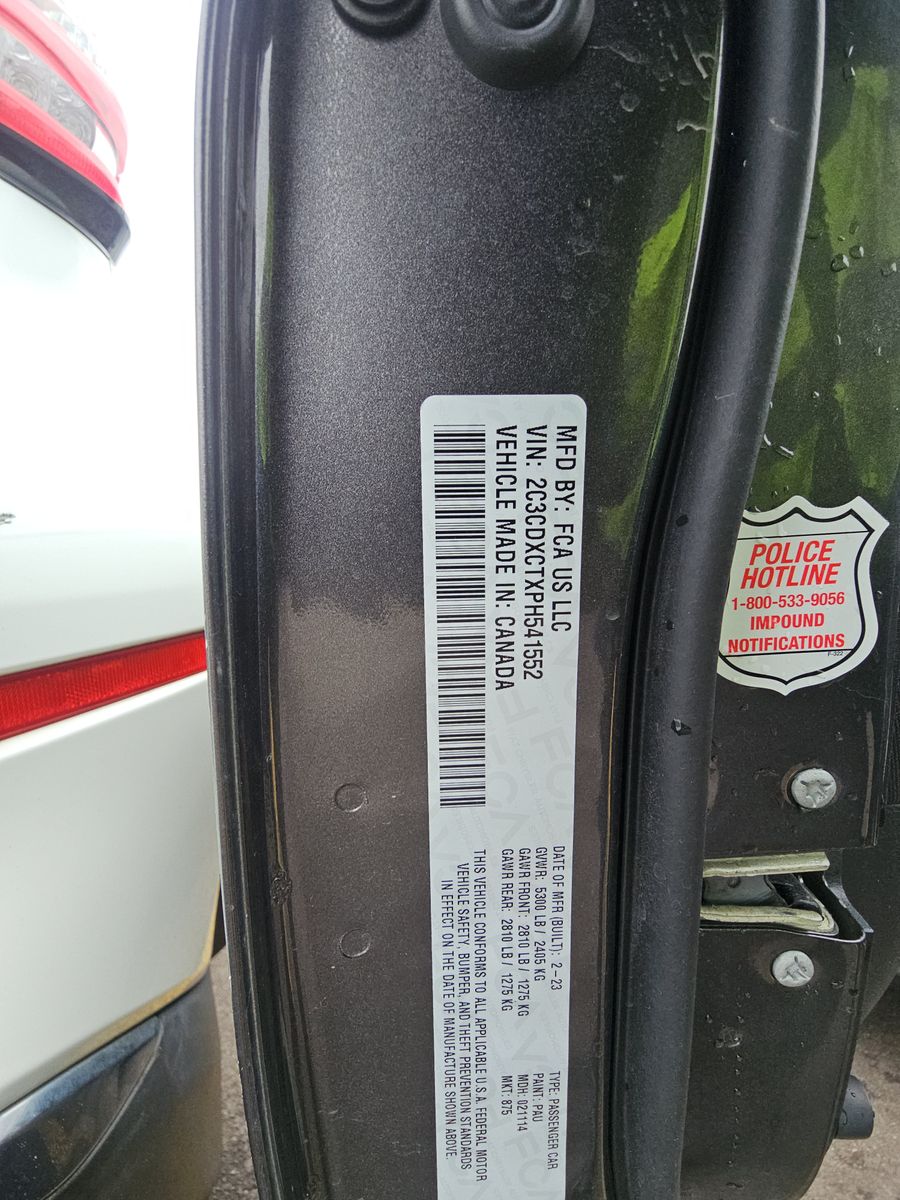 MFD BY: FCA US LLC
VIN: 2C3CDXCTXPH541552
VEHICLE MADE IN: CANADA
DATE OF MFR (BUILT): 2-23
GVWR: 5300 LB / 2405 KG
GAWR FRONT: 2810 LB / 1275 KG
GAWR REAR: 2810 LB / 1275 KG
TYPE: PASSENGER CAR
PAINT: PAU
MDH: 021114
MKT: 875
THIS VEHICLE CONFORMS TO ALL APPLICABLE U.S.A. FEDERAL MOTOR
VEHICLE SAFETY, BUMPER, AND THEFT PREVENTION STANDARDS
IN EFFECT ON THE DATE OF MANUFACTURE SHOWN ABOVE.
POLICE
HOTLINE
1-800-533-9056
IMPOUND
NOTIFICATIONS
F-323